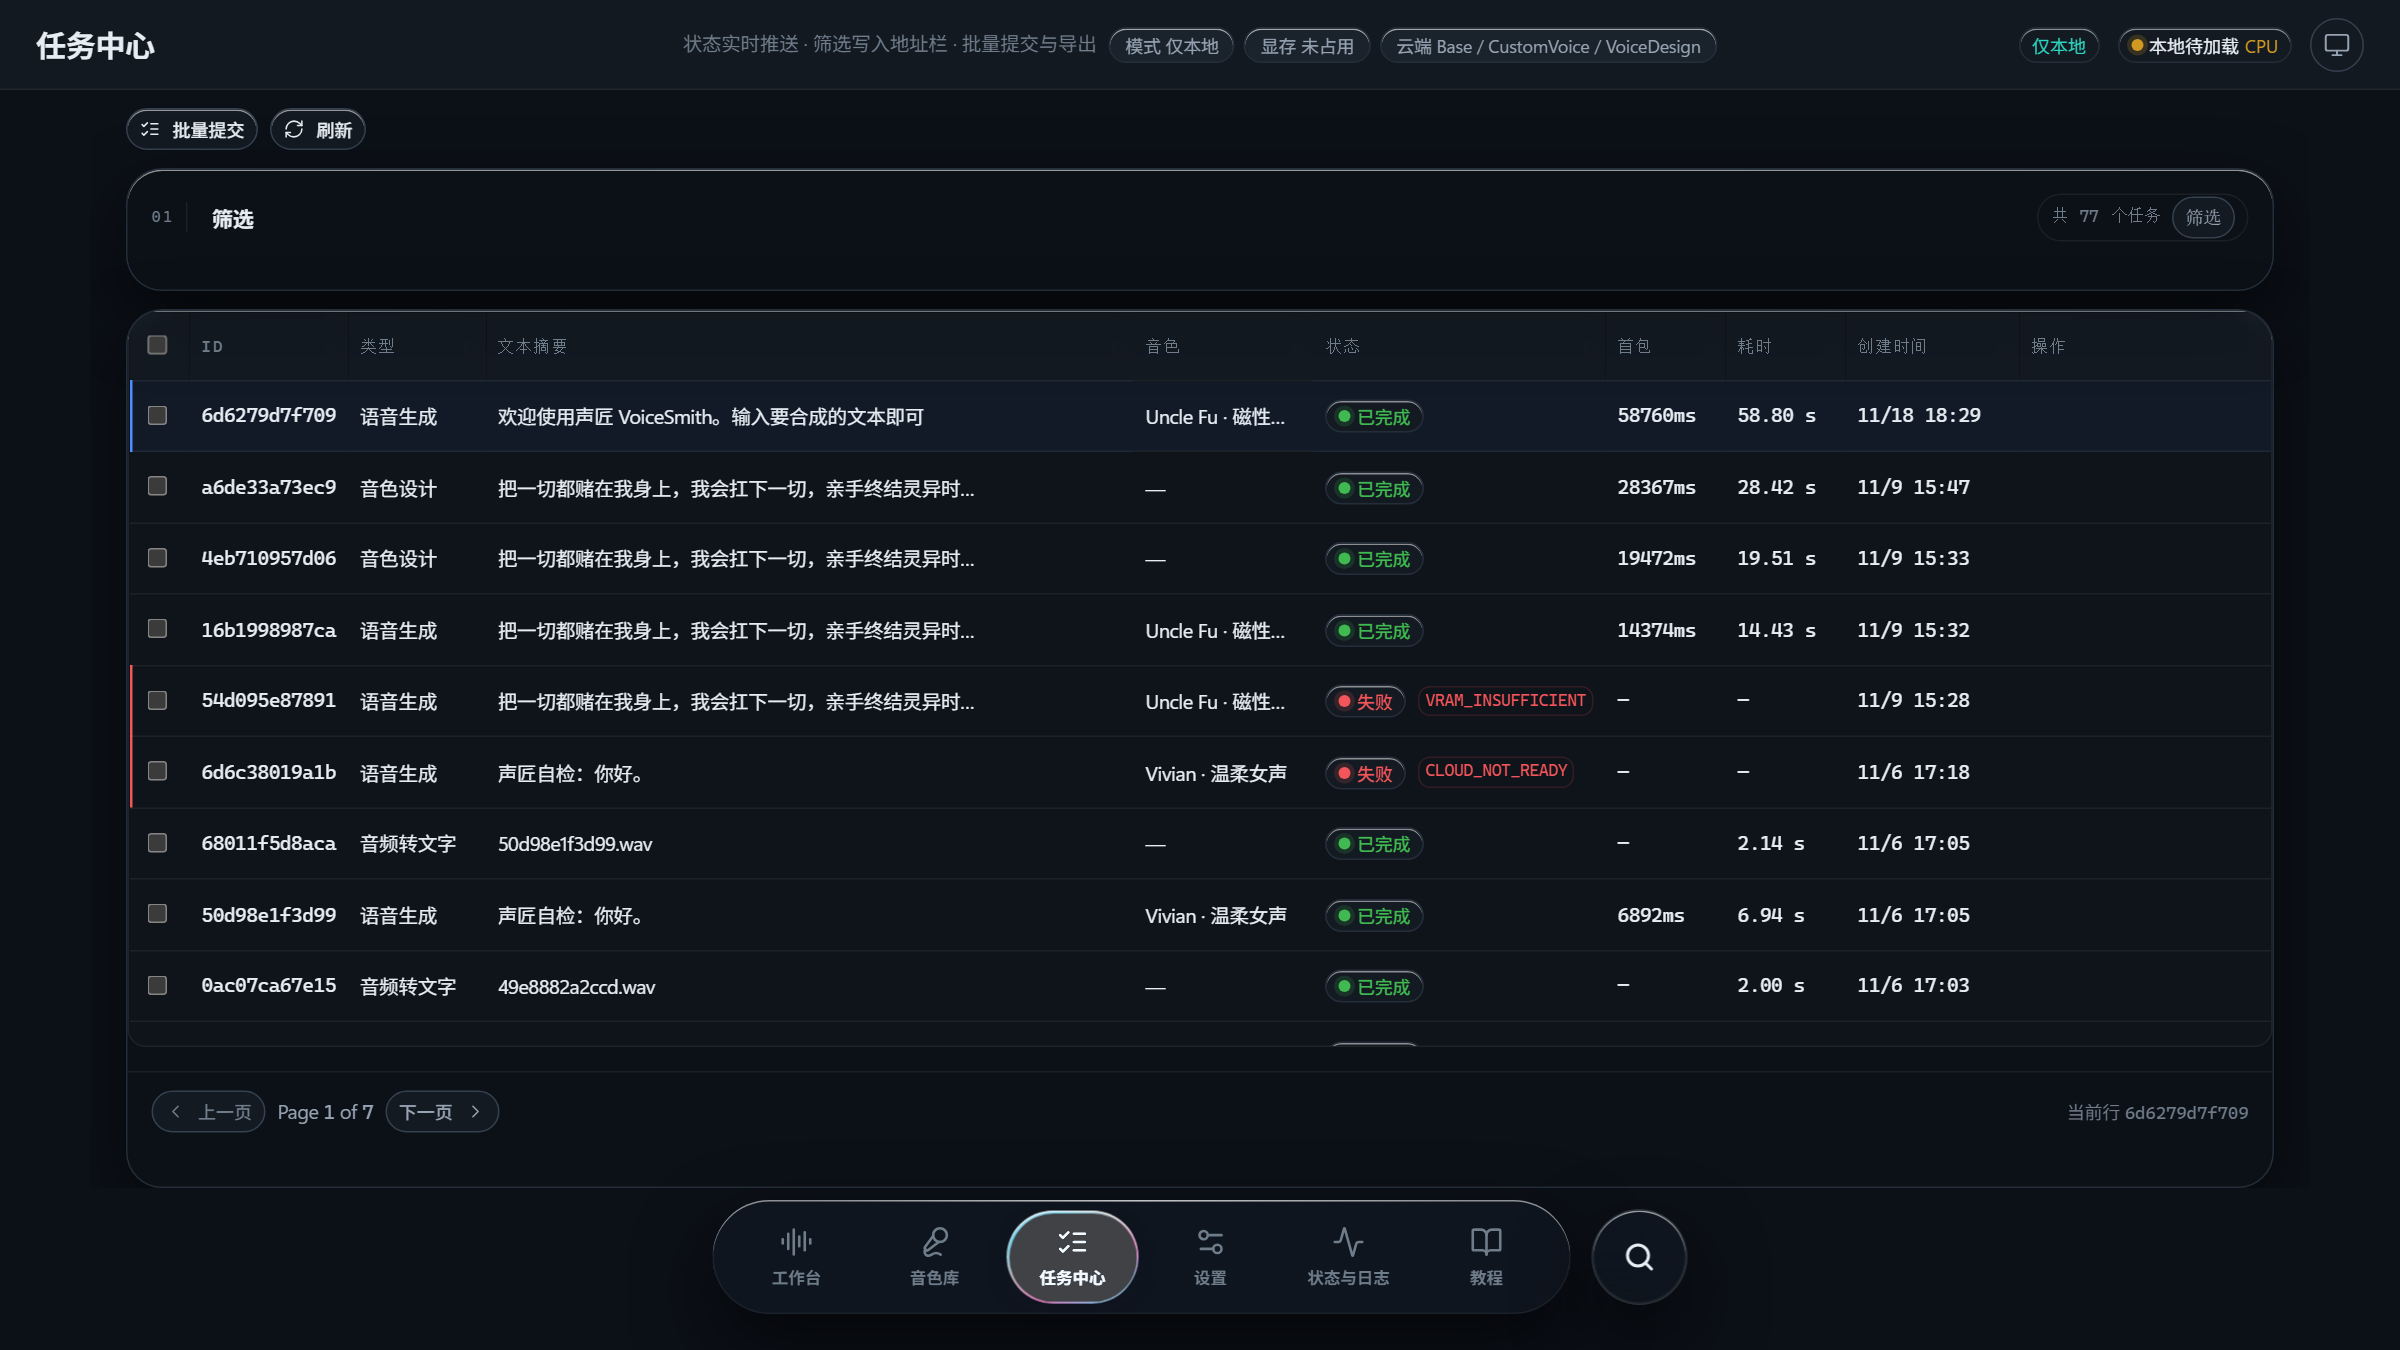 任务中心
状态实时推送 · 筛选写入地址栏 · 批量提交与导出 模式 仅本地 显存 未占用 云端 Base / CustomVoice / VoiceDesign
仅本地 本地待加载 CPU
批量提交 刷新
01 筛选 共 77 个任务 筛选
ID 类型 文本摘要 音色 状态 首包 耗时 创建时间 操作
6d6279d7f709 语音生成 欢迎使用声匠 VoiceSmith。输入要合成的文本即可 Uncle Fu · 磁性... 已完成 58760ms 58.80 s 11/18 18:29
a6de33a73ec9 音色设计 把一切都赌在我身上，我会扛下一切，亲手终结灵异时... — 已完成 28367ms 28.42 s 11/9 15:47
4eb710957d06 音色设计 把一切都赌在我身上，我会扛下一切，亲手终结灵异时... — 已完成 19472ms 19.51 s 11/9 15:33
16b1998987ca 语音生成 把一切都赌在我身上，我会扛下一切，亲手终结灵异时... Uncle Fu · 磁性... 已完成 14374ms 14.43 s 11/9 15:32
54d095e87891 语音生成 把一切都赌在我身上，我会扛下一切，亲手终结灵异时... Uncle Fu · 磁性... 失败 VRAM_INSUFFICIENT — — 11/9 15:28
6d6c38019a1b 语音生成 声匠自检：你好。 Vivian · 温柔女声 失败 CLOUD_NOT_READY — — 11/6 17:18
68011f5d8aca 音频转文字 50d98e1f3d99.wav — 已完成 — 2.14 s 11/6 17:05
50d98e1f3d99 语音生成 声匠自检：你好。 Vivian · 温柔女声 已完成 6892ms 6.94 s 11/6 17:05
0ac07ca67e15 音频转文字 49e8882a2ccd.wav — 已完成 — 2.00 s 11/6 17:03
上一页 Page 1 of 7 下一页 当前行 6d6279d7f709
工作台 音色库 任务中心 设置 状态与日志 教程